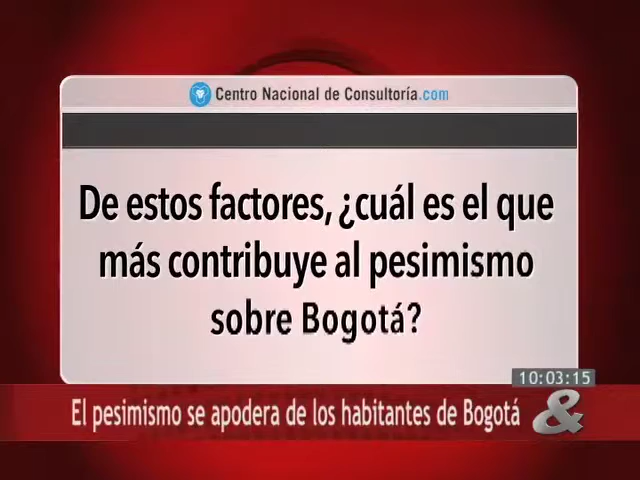 Centro Nacional de Consultoría.com
De estos factores, ¿cuál es el que
más contribuye al pesimismo
sobre Bogotá?
10:03:15
El pesimismo se apodera de los habitantes de Bogotá &